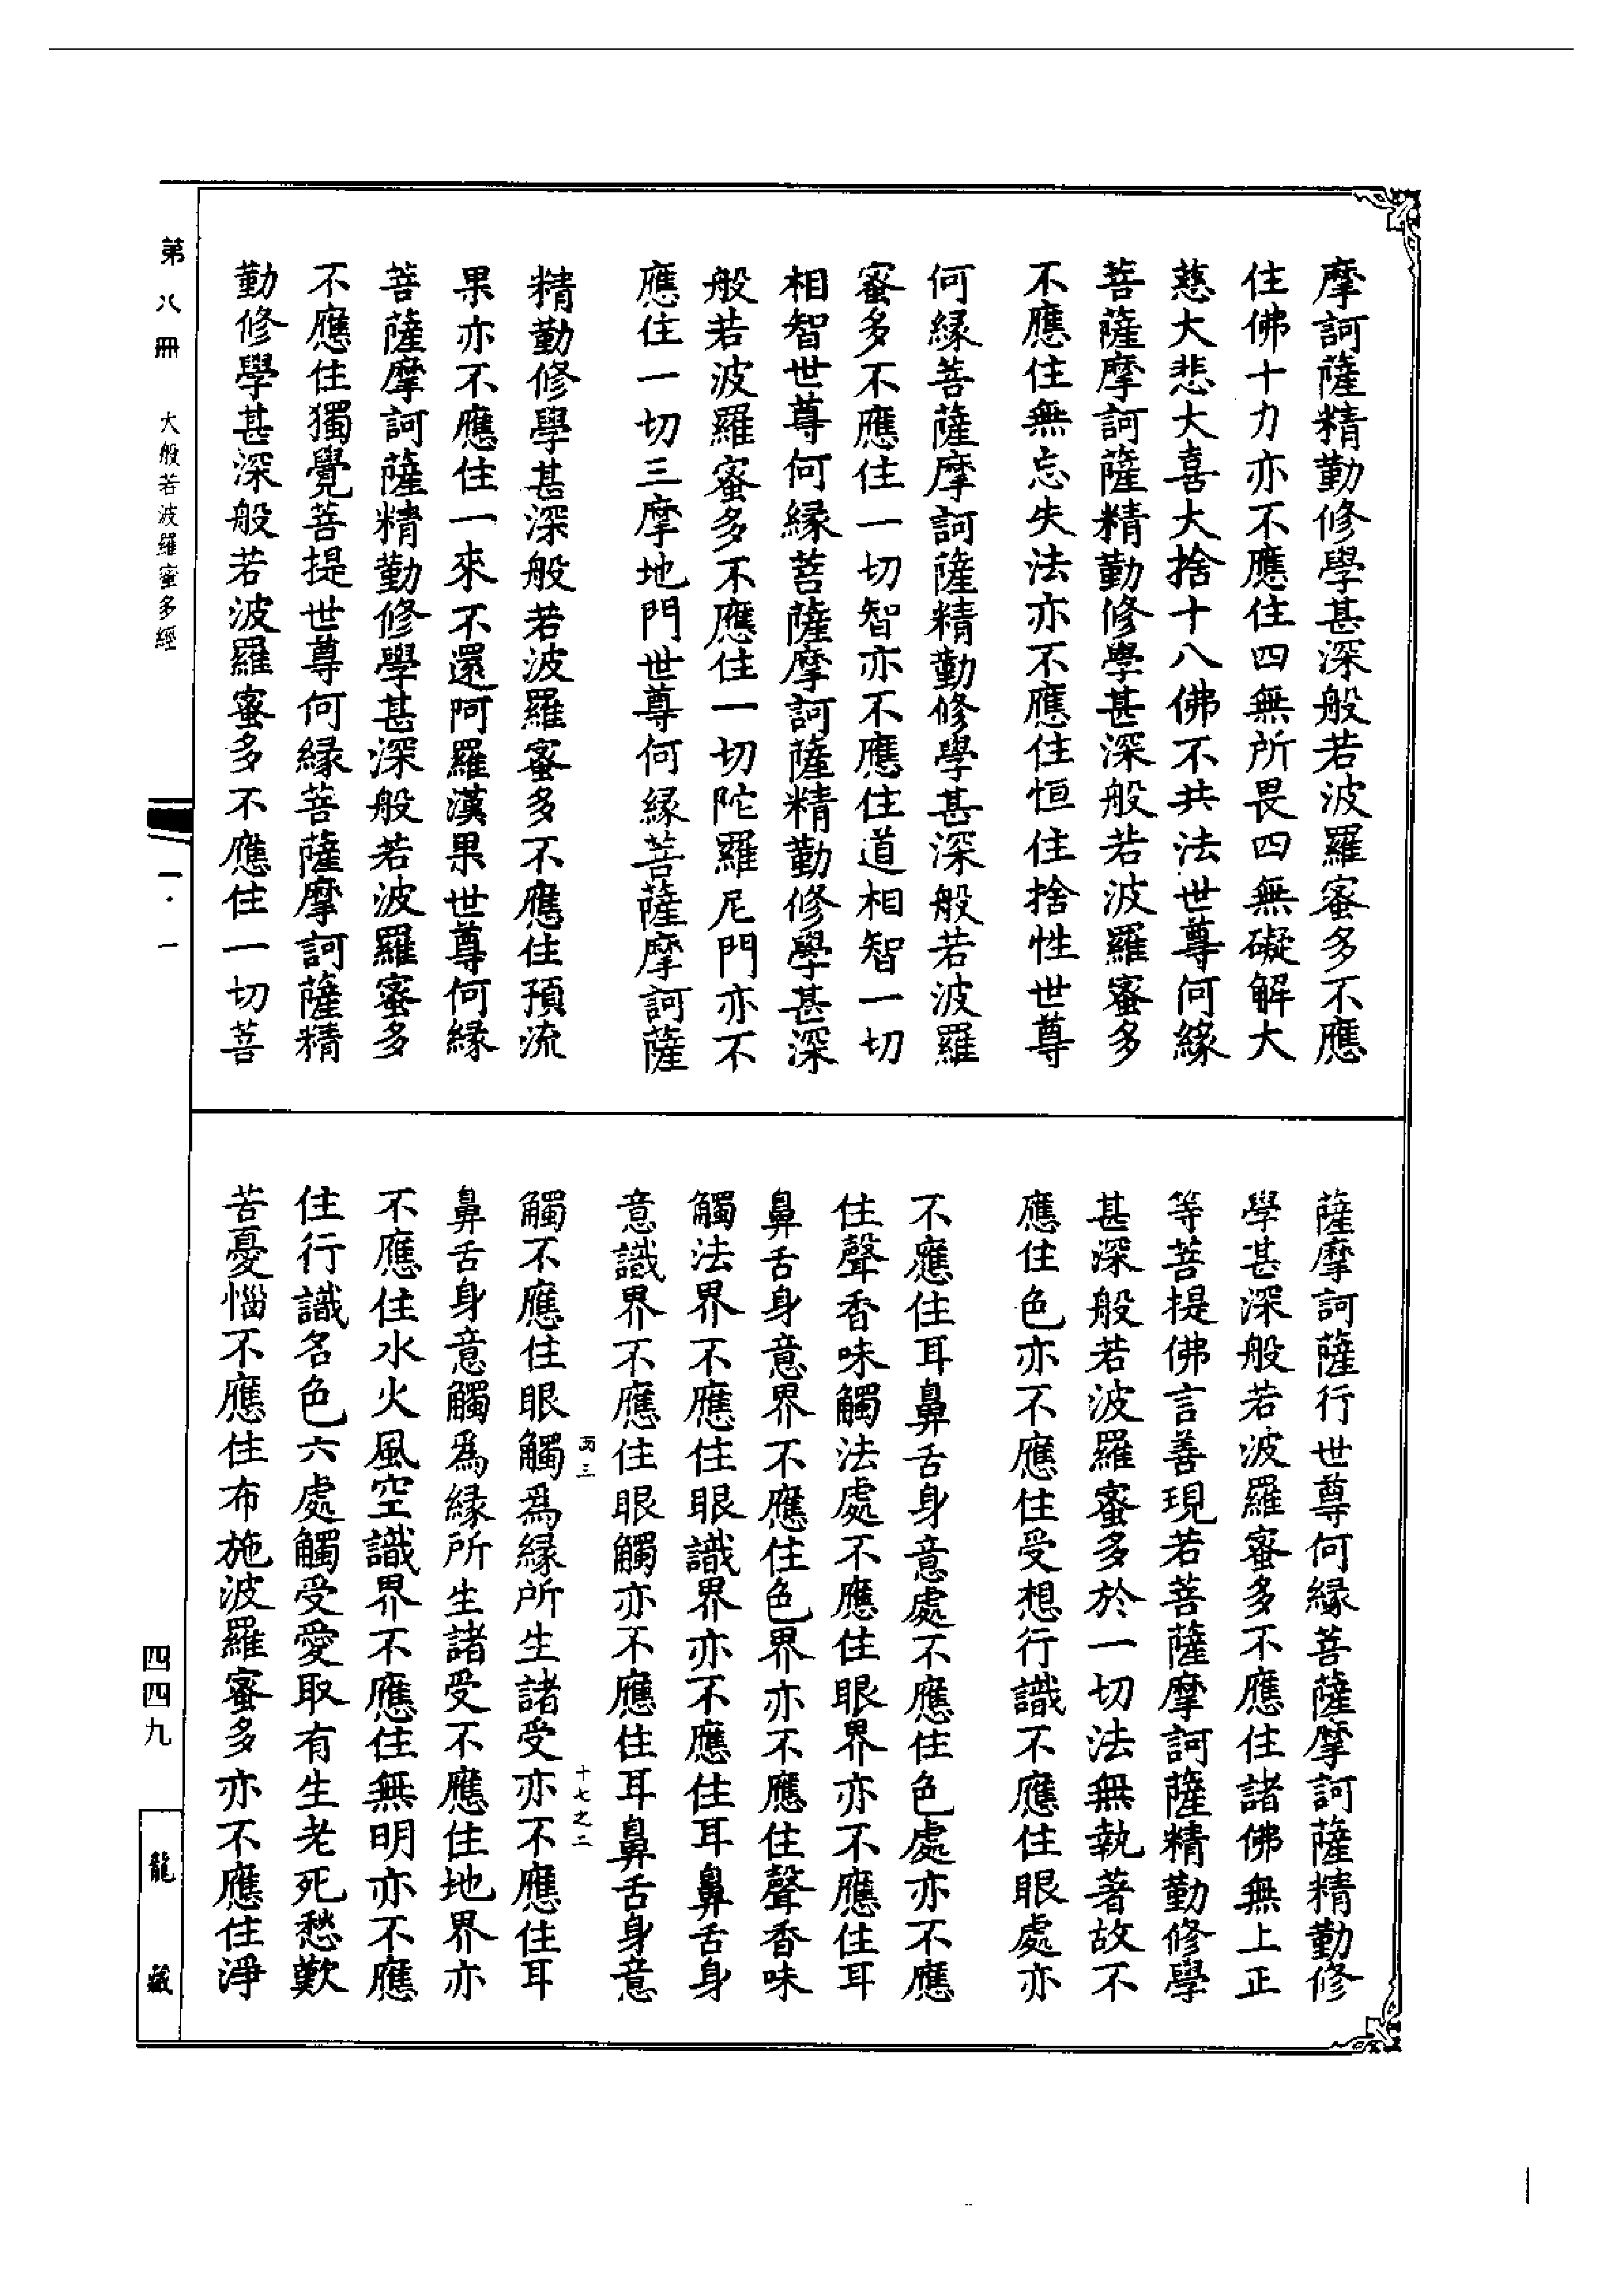 摩訶薩精勤修學甚深般若波羅蜜多不應
住佛十力亦不應住四無所畏四無礙解大
慈大悲大喜大捨十八佛不共法世尊何緣
菩薩摩訶薩精勤修學甚深般若波羅蜜多
不應住無忘失法亦不應住恒住捨性世尊
何緣菩薩摩訶薩精勤修學甚深般若波羅
蜜多不應住一切智亦不應住道相智一切
相智世尊何緣菩薩摩訶薩精勤修學甚深
般若波羅蜜多不應住一切陀羅尼門亦不
應住一切三摩地門世尊何緣菩薩摩訶薩
精勤修學甚深般若波羅蜜多不應住預流
果亦不應住一來不還阿羅漢果世尊何緣
菩薩摩訶薩精勤修學甚深般若波羅蜜多
不應住獨覺菩提世尊何緣菩薩摩訶薩精
勤修學甚深般若波羅蜜多不應住一切菩
薩摩訶薩行世尊何緣菩薩摩訶薩精勤修
學甚深般若波羅蜜多不應住諸佛無上正
等菩提佛言善現若菩薩摩訶薩精勤修學
甚深般若波羅蜜多於一切法無執著故不
應住色亦不應住受想行識不應住眼處亦
不應住耳鼻舌身意處不應住色處亦不應
住聲香味觸法處不應住眼界亦不應住耳
鼻舌身意界不應住色界亦不應住聲香味
觸法界不應住眼識界亦不應住耳鼻舌身
意識界不應住眼觸亦不應住耳鼻舌身意
丙三
十七之二
觸不應住眼觸爲緣所生諸受亦不應住耳
鼻舌身意觸爲緣所生諸受不應住地界亦
不應住水火風空識界不應住無明亦不應
住行識名色六處觸受愛取有生老死愁歎
苦憂惱不應住布施波羅蜜多亦不應住淨
第八冊
大般若波羅蜜多經
一·一
四四九
龍藏